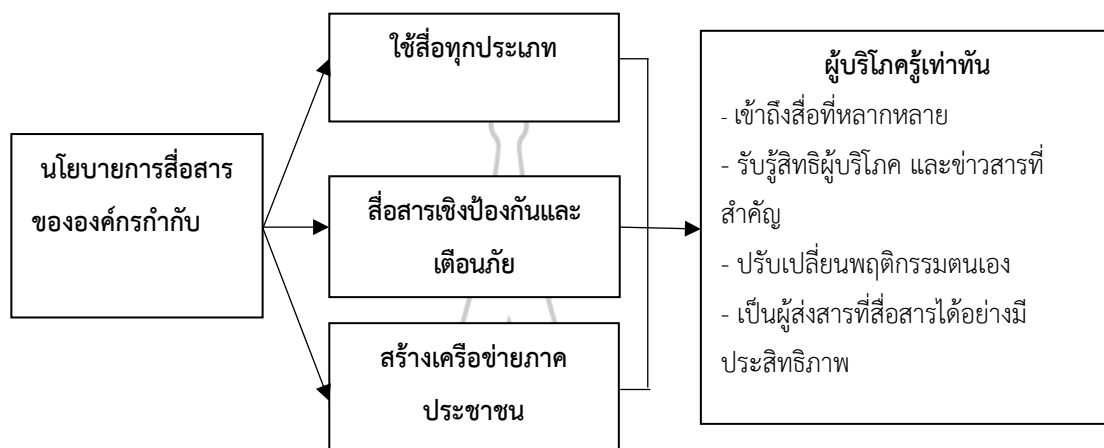 นโยบายการสื่อสาร
ขององค์กรกำกับ
ใช้สื่อทุกประเภท
สื่อสารเชิงป้องกันและ
เตือนภัย
สร้างเครือข่ายภาค
ประชาชน
ผู้บริโภครู้เท่าทัน
- เข้าถึงสื่อที่หลากหลาย
- รับรู้สิทธิผู้บริโภค และข่าวสารที่
สำคัญ
- ปรับเปลี่ยนพฤติกรรมตนเอง
- เป็นผู้ส่งสารที่สื่อสารได้อย่างมี
ประสิทธิภาพ